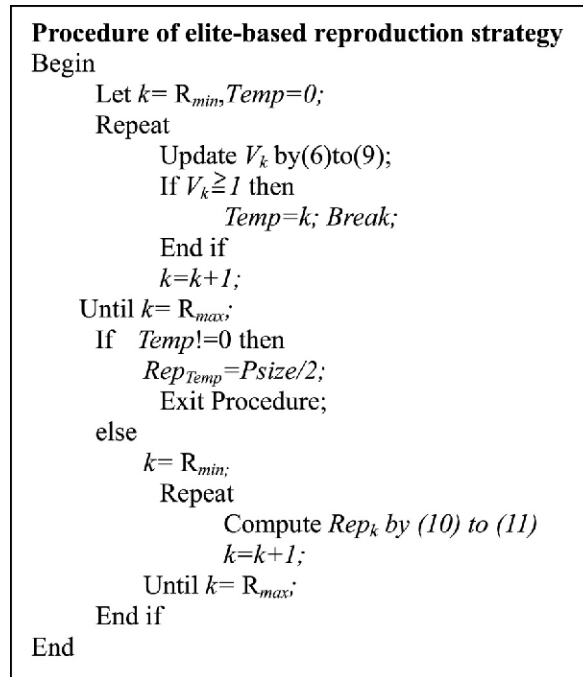 Procedure of elite-based reproduction strategy
Begin
Let k= Rmin,Temp=0;
Repeat
Update Vk by(6)to(9);
If Vk≧1 then
Temp=k; Break;
End if
k=k+1;
Until k= Rmax;
If Temp!=0 then
RepTemp=Psize/2;
Exit Procedure;
else
k= Rmin;
Repeat
Compute Repk by (10) to (11)
k=k+1;
Until k= Rmax;
End if
End